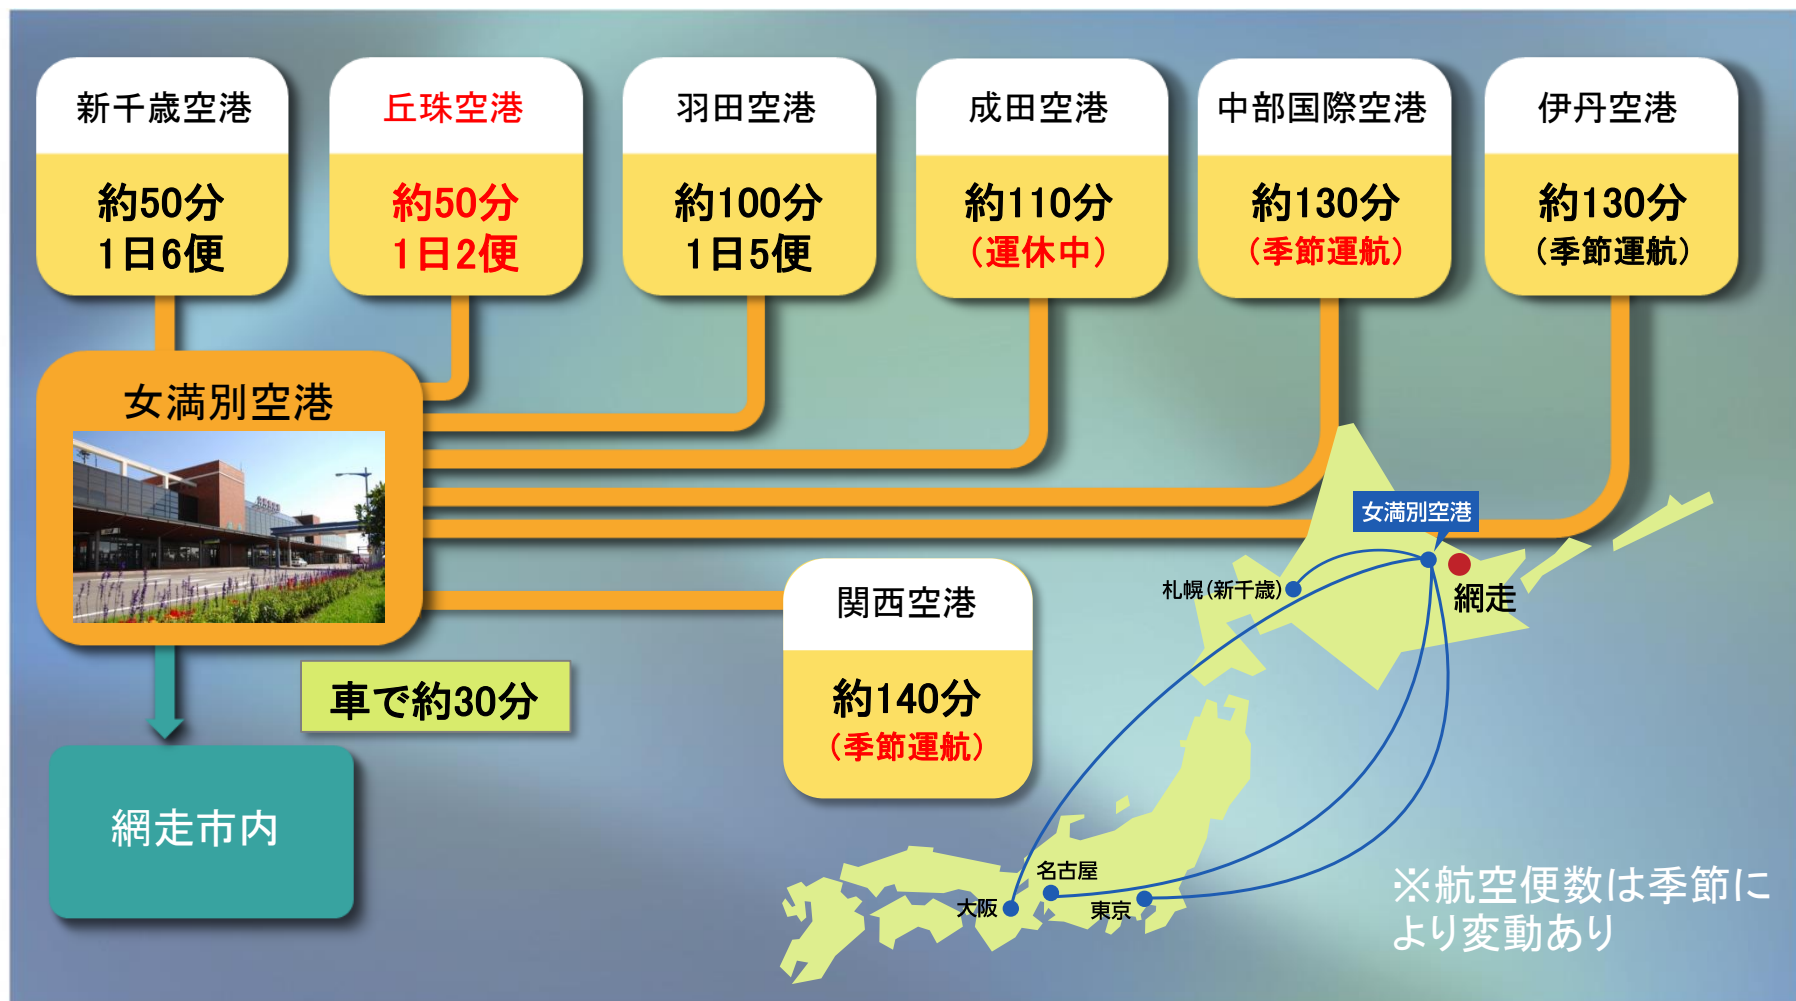 新千歳空港
約50分
1日6便
丘珠空港
約50分
1日2便
羽田空港
約100分
1日5便
成田空港
約110分
(運休中)
中部国際空港
約130分
(季節運航)
伊丹空港
約130分
(季節運航)
女満別空港
関西空港
約140分
(季節運航)
車で約30分
網走市内
女満別空港
札幌(新千歳)
網走
名古屋
大阪
東京
※航空便数は季節に
より変動あり